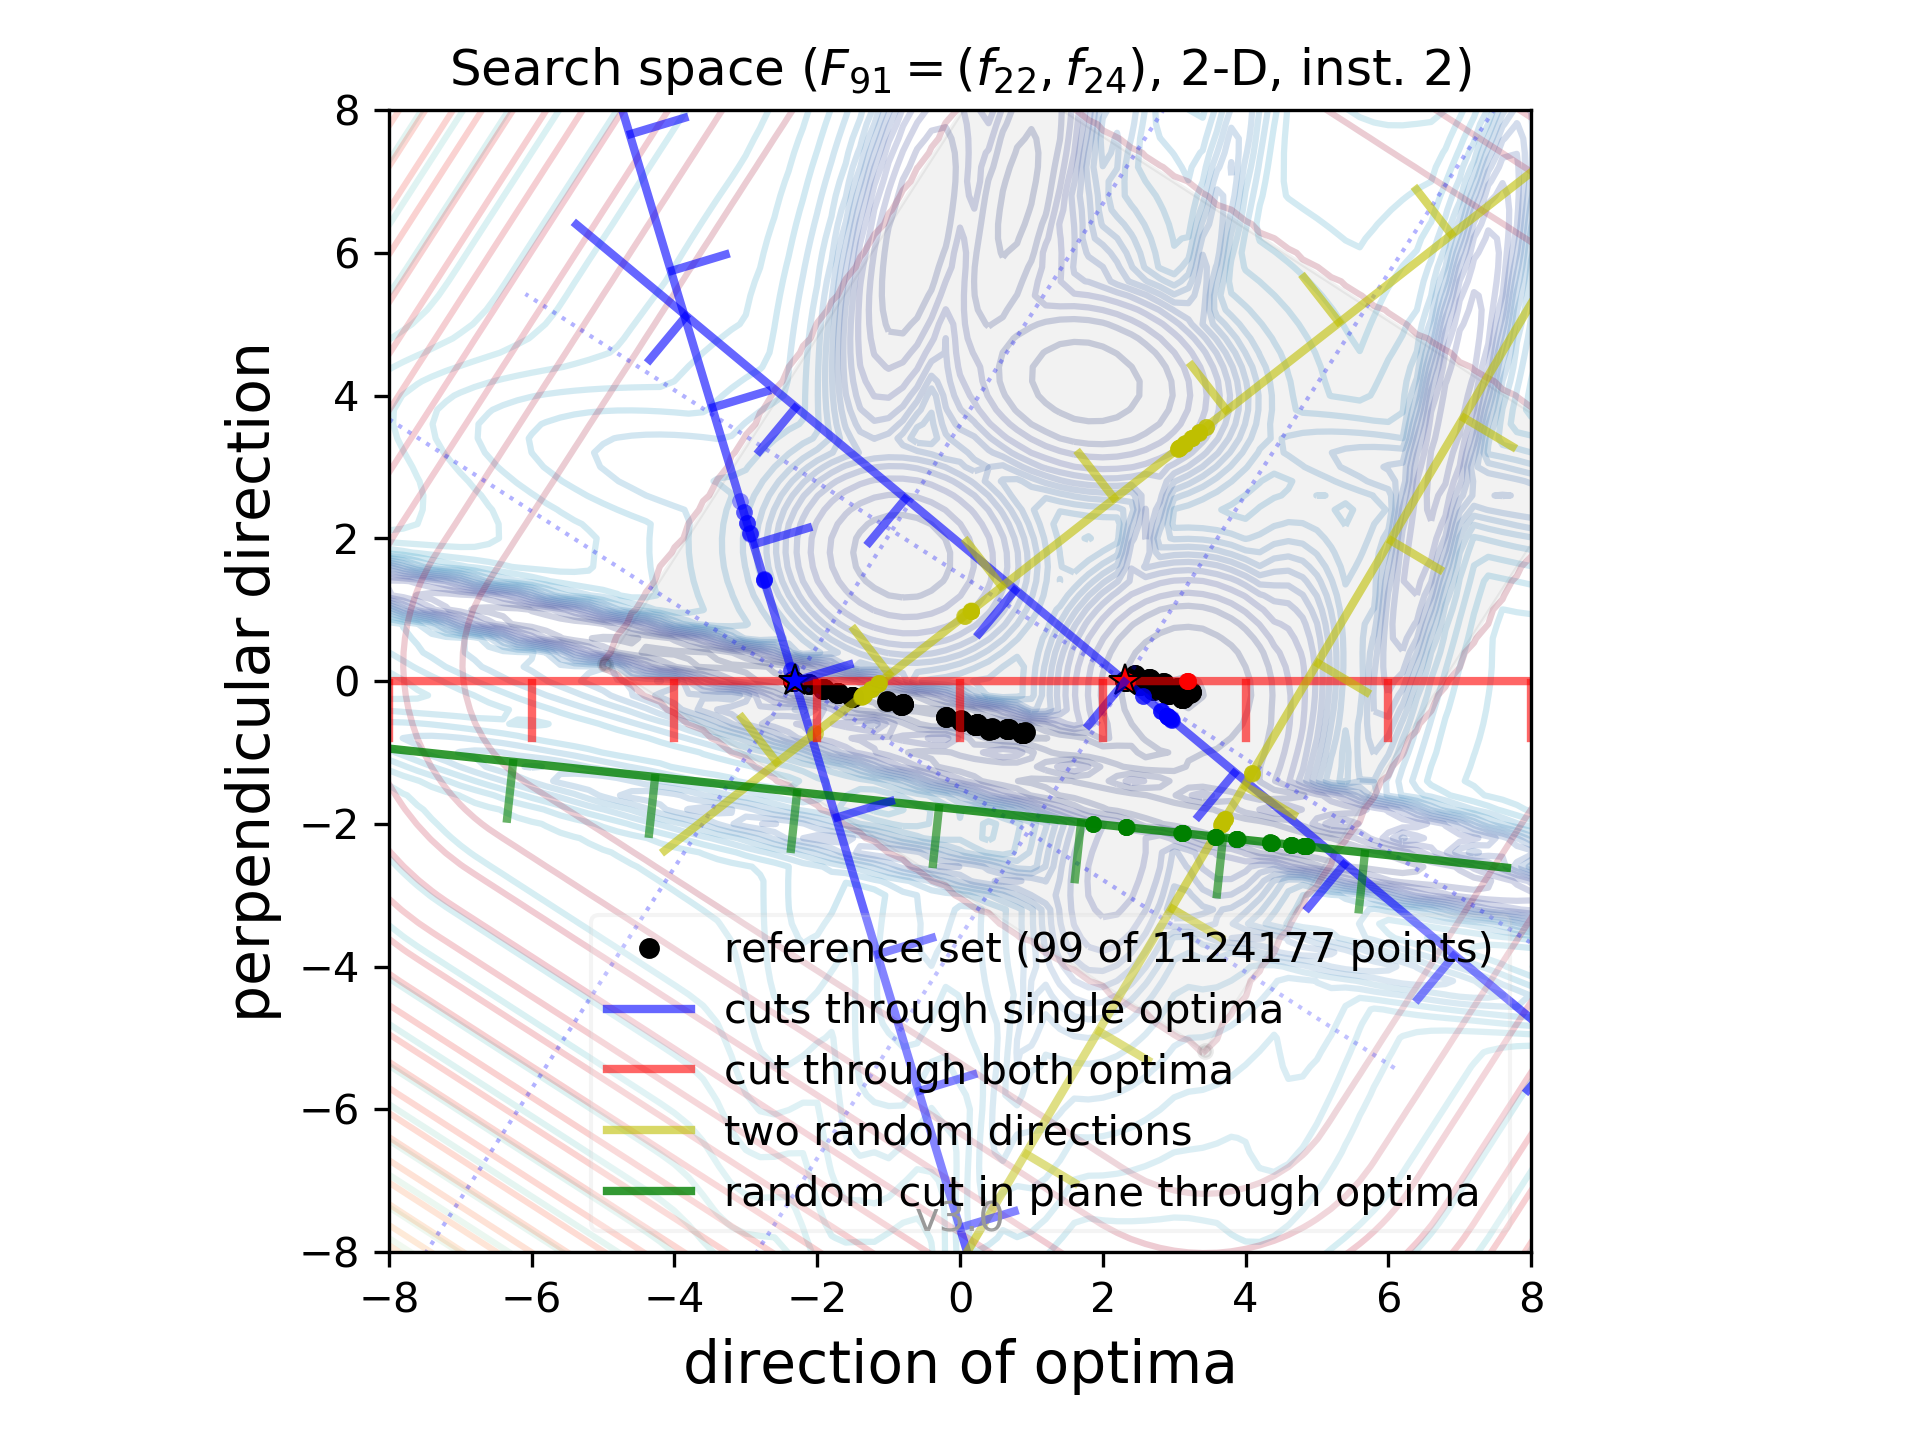 Search space (F91 = (f22, f24), 2-D, inst. 2)
perpendicular direction
8
6
4
2
0
−2
−4
−6
−8
reference set (99 of 1124177 points)
cuts through single optima
cut through both optima
two random directions
random cut in plane through optima
v3.0
−8 −6 −4 −2 0 2 4 6 8
direction of optima